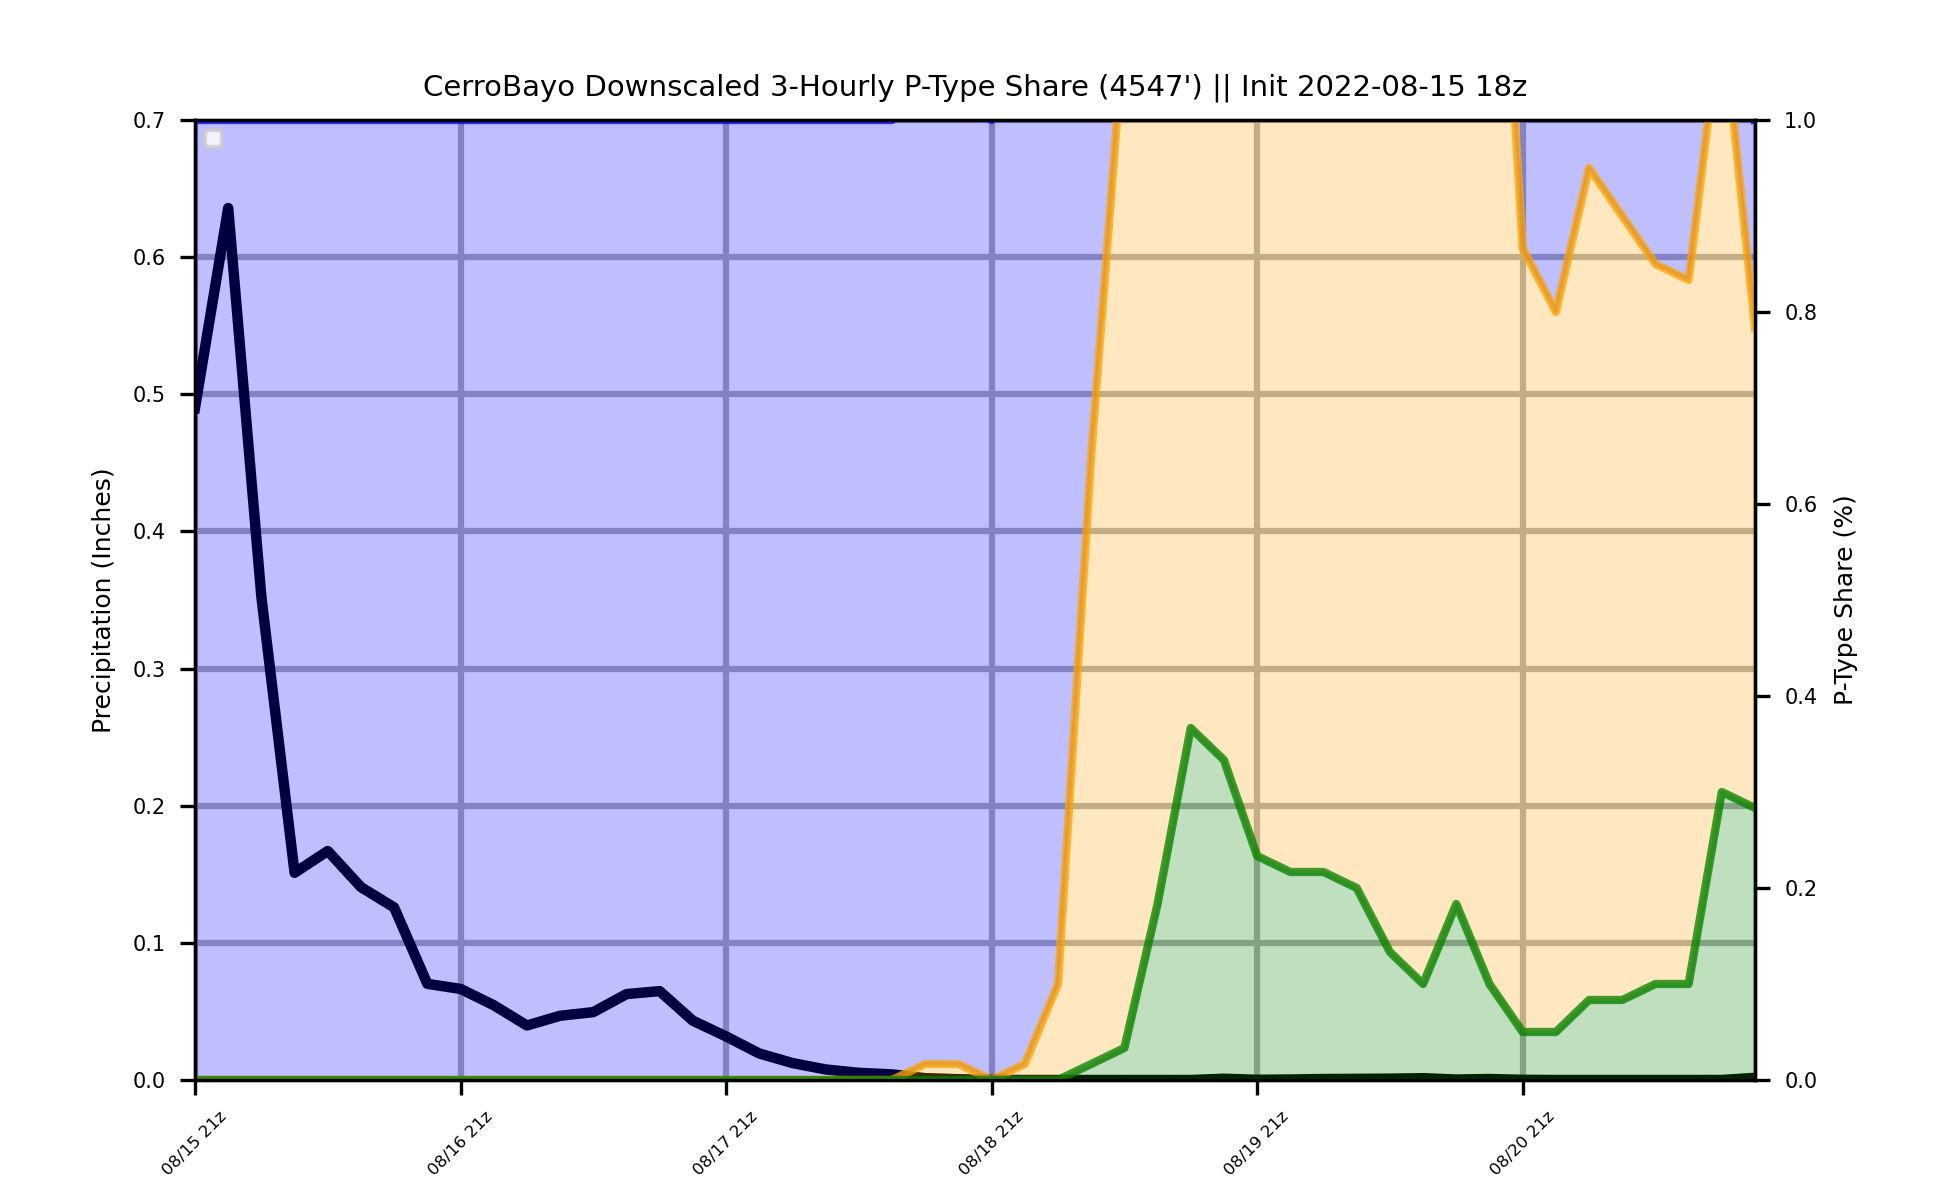 CerroBayo Downscaled 3-Hourly P-Type Share (4547') || Init 2022-08-15 18z
0.7
0.6
0.5
0.4
0.3
0.2
0.1
0.0
Precipitation (Inches)
1.0
0.8
0.6
0.4
0.2
0.0
P-Type Share (%)
08/15 21z
08/16 21z
08/17 21z
08/18 21z
08/19 21z
08/20 21z